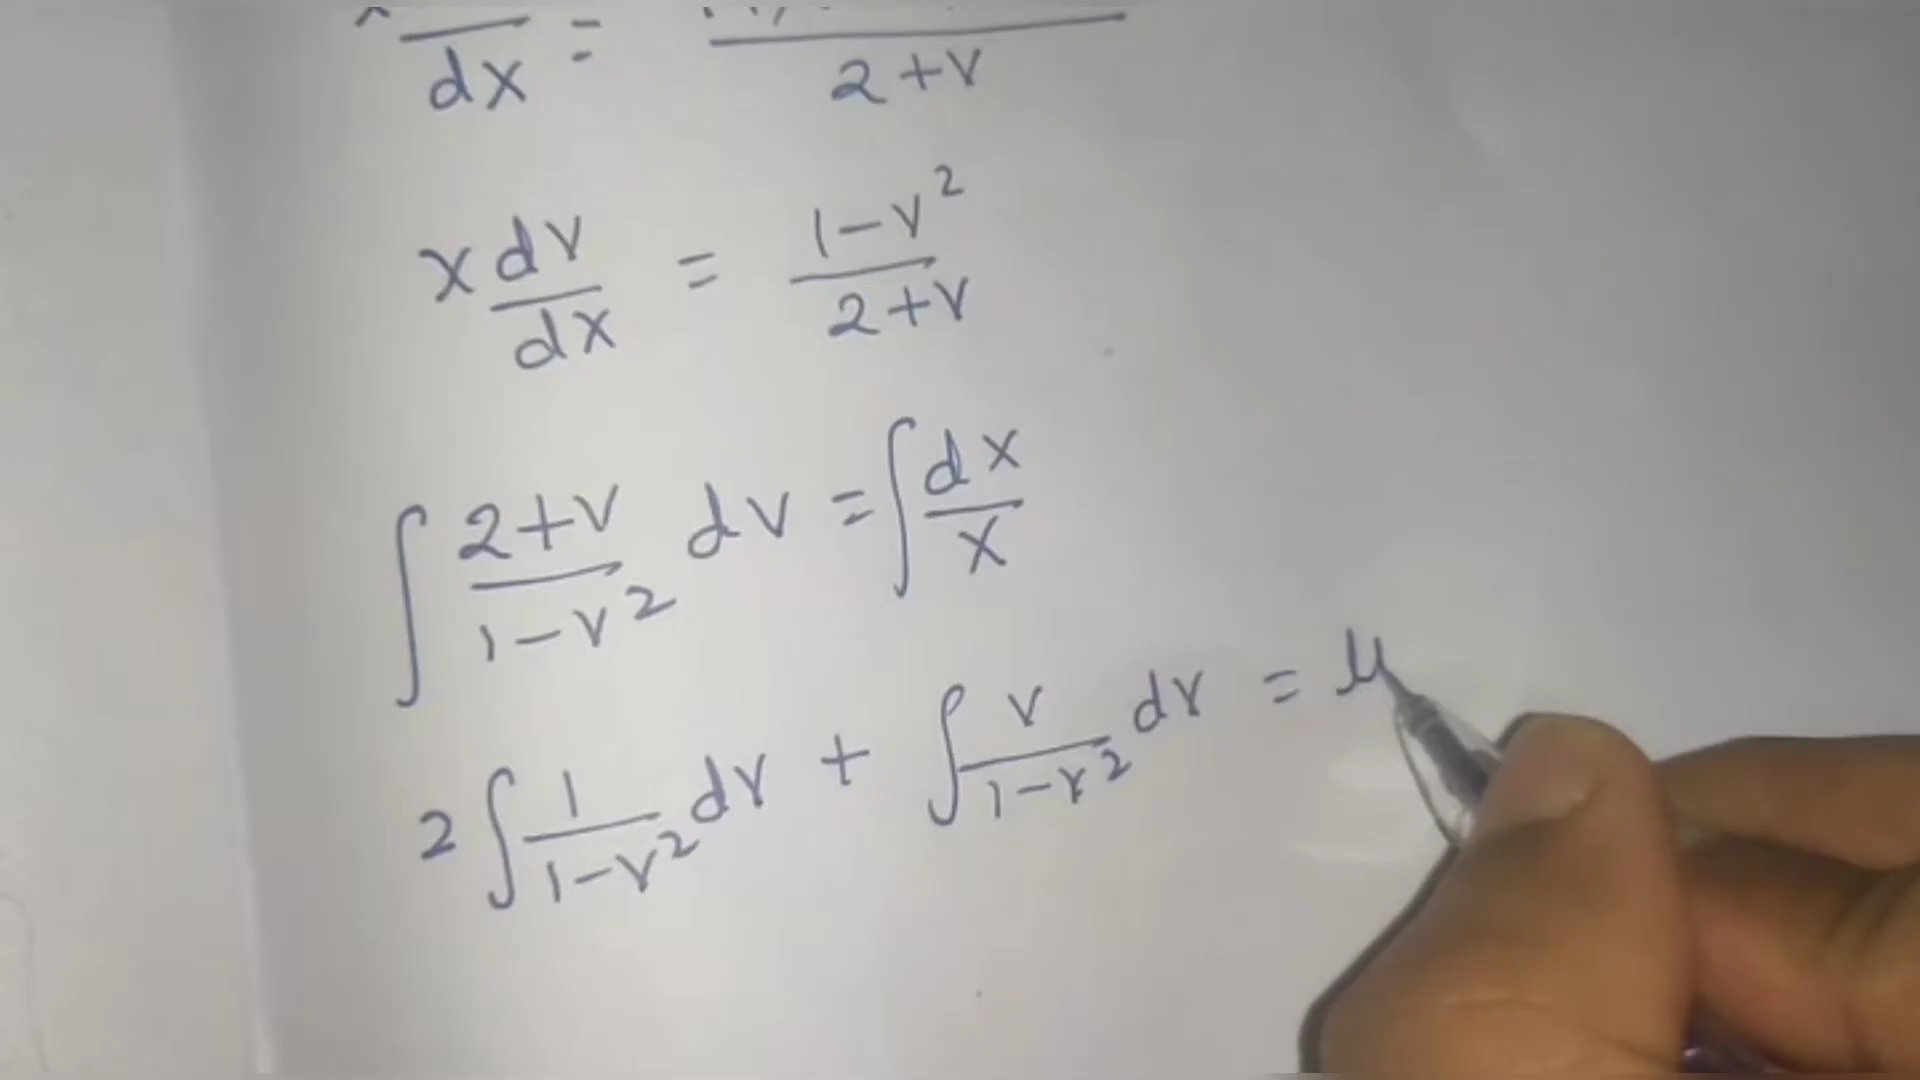 dx = 2+v
x dv/dx = 1-v²/2+v
∫ 2+v/1-v² dv = ∫ dx/x
2 ∫ 1/1-v² dv + ∫ v/1-v² dv =